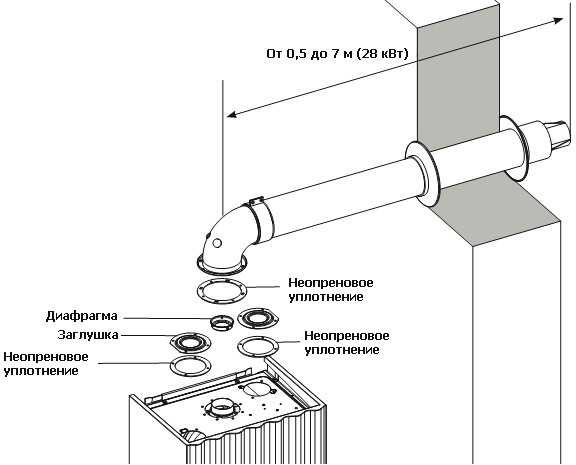 От 0,5 до 7 м (28 кВт)
Неопреновое
уплотнение
Диафрагма
Заглушка
Неопреновое
уплотнение
Неопреновое
уплотнение